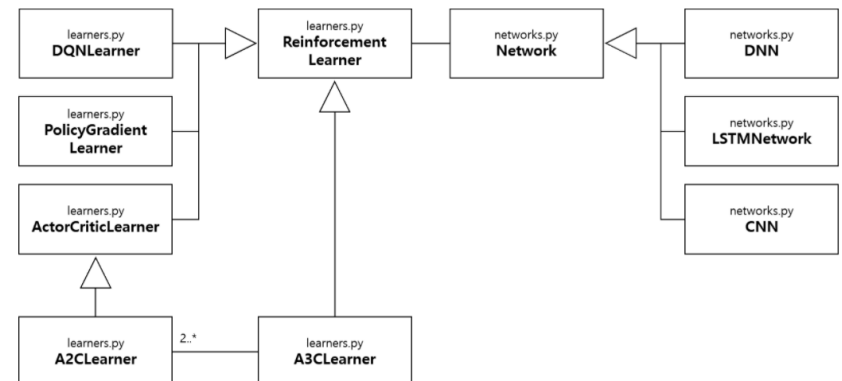 learners.py
DQNLearner
learners.py
Reinforcement
Learner
networks.py
Network
networks.py
DNN
learners.py
PolicyGradient
Learner
networks.py
LSTMNetwork
learners.py
ActorCriticLearner
networks.py
CNN
learners.py
A2CLearner
2..*
learners.py
A3CLearner